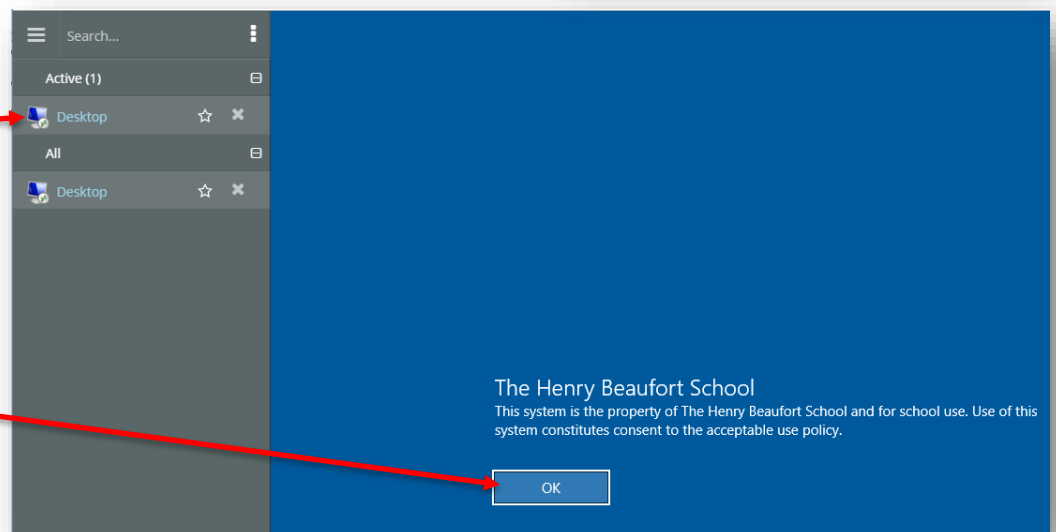 Search...
Active (1)
Desktop
All
Desktop
The Henry Beaufort School
This system is the property of The Henry Beaufort School and for school use. Use of this
system constitutes consent to the acceptable use policy.
OK